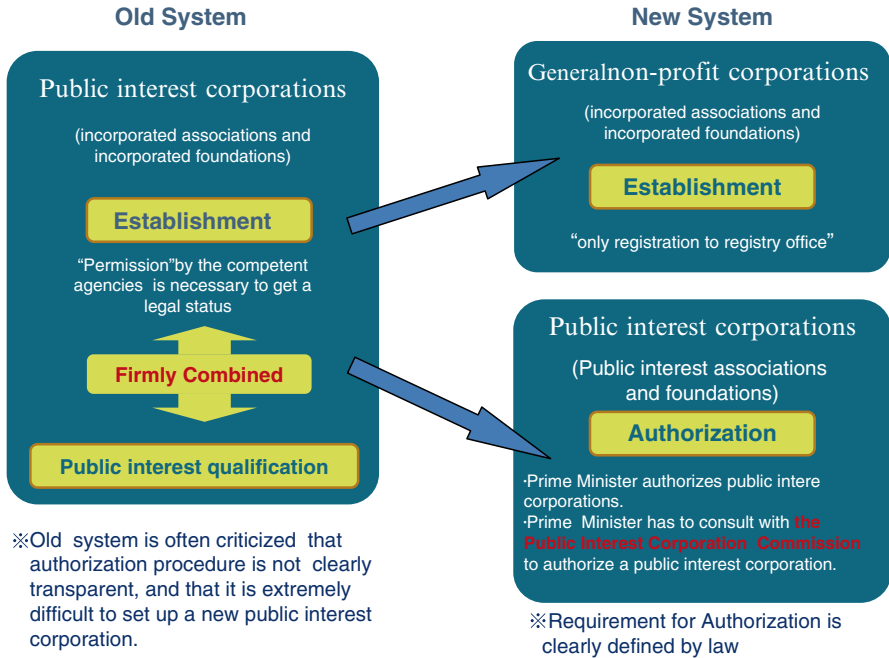 Old System
Public interest corporations
(incorporated associations and
incorporated foundations)
Establishment
“Permission”by the competent
agencies is necessary to get a
legal status
Firmly Combined
Public interest qualification
※Old system is often criticized that
authorization procedure is not clearly
transparent, and that it is extremely
difficult to set up a new public interest
corporation.
New System
Generalnon-profit corporations
(incorporated associations and
incorporated foundations)
Establishment
“only registration to registry office”
Public interest corporations
(Public interest associations
and foundations)
Authorization
·Prime Minister authorizes public intere
corporations.
·Prime Minister has to consult with the
Public Interest Corporation Commission
to authorize a public interest corporation.
※Requirement for Authorization is
clearly defined by law